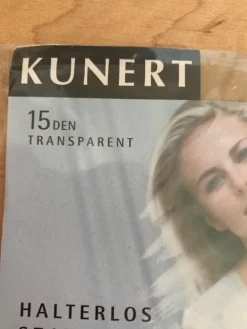 KUNERT
15 DEN
TRANSPARENT
HALTERLOS